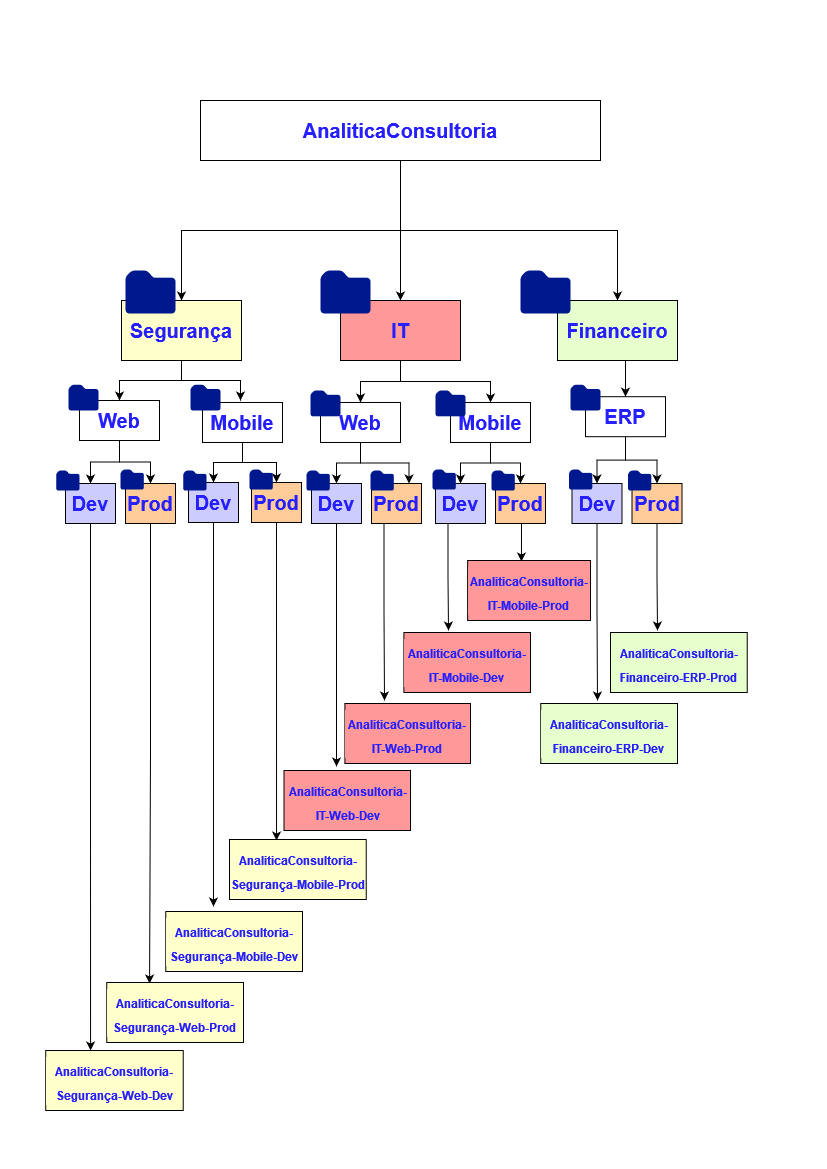 AnaliticaConsultoria
Segurança
IT
Financeiro
Web
Mobile
Web
Mobile
ERP
Dev
Prod
Dev
Prod
Dev
Prod
Dev
Prod
Dev
Prod
AnaliticaConsultoria-
IT-Mobile-Prod
AnaliticaConsultoria-
IT-Mobile-Dev
AnaliticaConsultoria-
Financeiro-ERP-Prod
AnaliticaConsultoria-
IT-Web-Prod
AnaliticaConsultoria-
Financeiro-ERP-Dev
AnaliticaConsultoria-
IT-Web-Dev
AnaliticaConsultoria-
Segurança-Mobile-Prod
AnaliticaConsultoria-
Segurança-Mobile-Dev
AnaliticaConsultoria-
Segurança-Web-Prod
AnaliticaConsultoria-
Segurança-Web-Dev